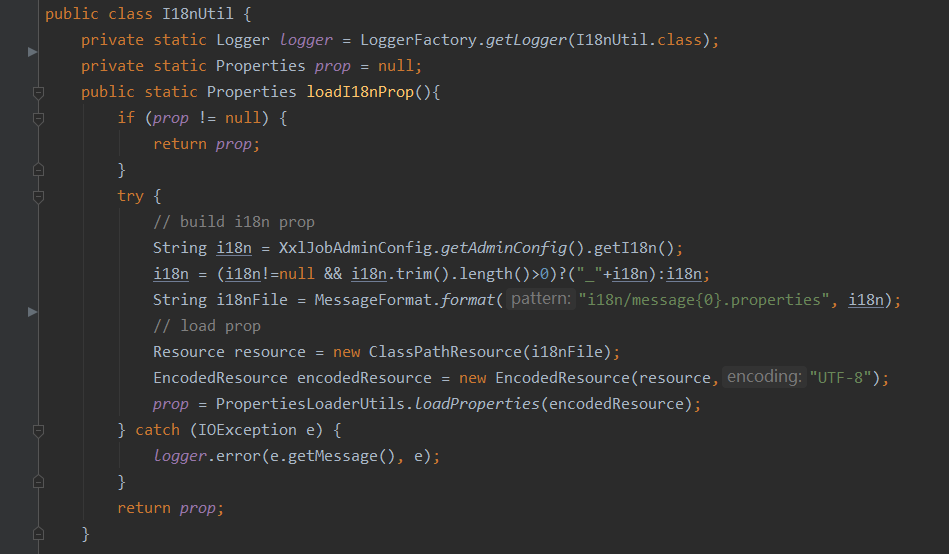 public class I18nUtil {
    private static Logger logger = LoggerFactory.getLogger(I18nUtil.class);
    private static Properties prop = null;
    public static Properties loadI18nProp(){
        if (prop != null) {
            return prop;
        }
        try {
            // build i18n prop
            String i18n = XxlJobAdminConfig.getAdminConfig().getI18n();
            i18n = (i18n!=null && i18n.trim().length()>0)?("_"+i18n):i18n;
            String i18nFile = MessageFormat.format( pattern: "i18n/message{0}.properties", i18n);
            // load prop
            Resource resource = new ClassPathResource(i18nFile);
            EncodedResource encodedResource = new EncodedResource(resource, encoding: "UTF-8");
            prop = PropertiesLoaderUtils.loadProperties(encodedResource);
        } catch (IOException e) {
            logger.error(e.getMessage(), e);
        }
        return prop;
    }